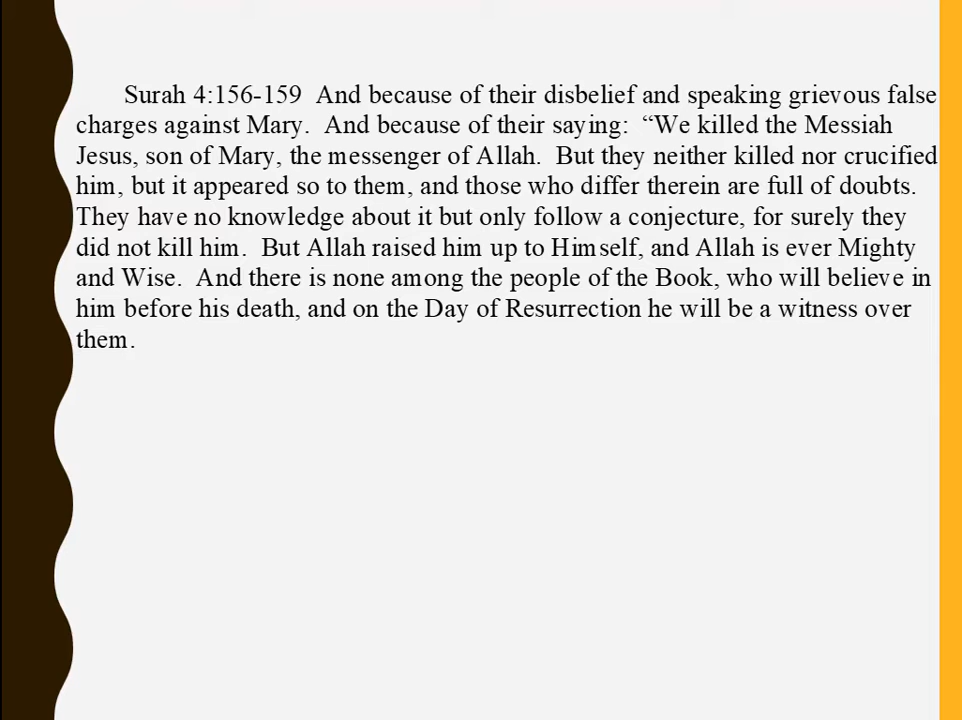 Surah 4:156-159  And because of their disbelief and speaking grievous false
charges against Mary.  And because of their saying:  “We killed the Messiah
Jesus, son of Mary, the messenger of Allah.  But they neither killed nor crucified
him, but it appeared so to them, and those who differ therein are full of doubts.
They have no knowledge about it but only follow a conjecture, for surely they
did not kill him.  But Allah raised him up to Himself, and Allah is ever Mighty
and Wise.  And there is none among the people of the Book, who will believe in
him before his death, and on the Day of Resurrection he will be a witness over
them.